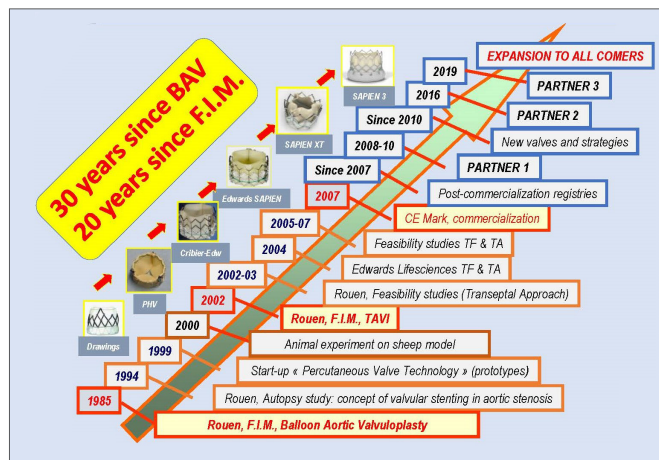 30 years since BAV
20 years since F.I.M.
Drawings
PHV
Cribier-Edw
Edwards SAPIEN
SAPIEN XT
SAPIEN 3
EXPANSION TO ALL COMERS
2019
PARTNER 3
2016
PARTNER 2
Since 2010
New valves and strategies
2008-10
PARTNER 1
Since 2007
Post-commercialization registries
2007
CE Mark, commercialization
2005-07
Feasibility studies TF & TA
2004
Edwards Lifesciences TF & TA
2002-03
Rouen, Feasibility studies (Transeptal Approach)
2002
Rouen, F.I.M., TAVI
2000
Animal experiment on sheep model
1999
Start-up « Percutaneous Valve Technology » (prototypes)
1994
Rouen, Autopsy study: concept of valvular stenting in aortic stenosis
1985
Rouen, F.I.M., Balloon Aortic Valvuloplasty